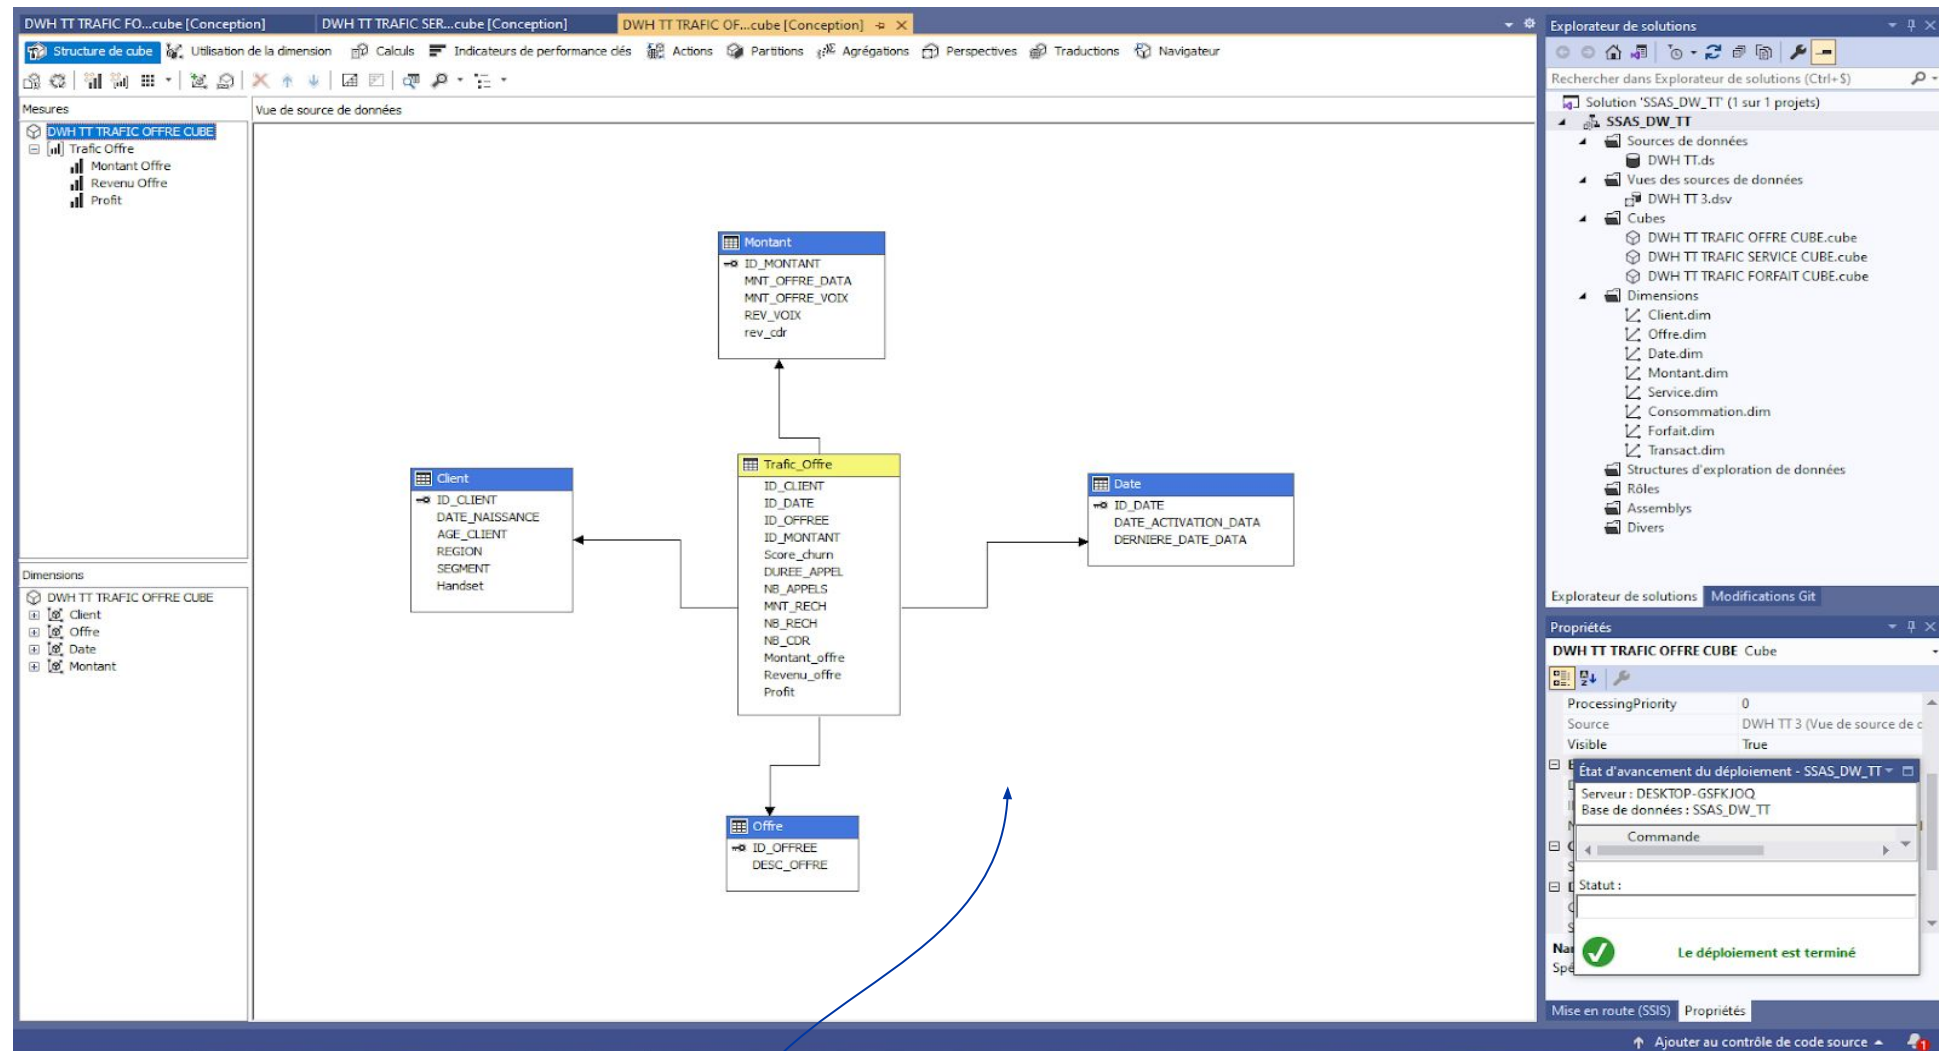 DWH TT TRAFIC FO...cube [Conception]
DWH TT TRAFIC SER...cube [Conception]
DWH TT TRAFIC OF...cube [Conception]
Structure de cube
Utilisation de la dimension
Calculs
Indicateurs de performance clés
Actions
Partitions
Agrégations
Perspectives
Traductions
Navigateur
Mesures
DWH TT TRAFIC OFFRE CUBE
Trafic Offre
Montant Offre
Revenu Offre
Profit
Dimensions
DWH TT TRAFIC OFFRE CUBE
Client
Offre
Date
Montant
Vue de source de données
Montant
ID_MONTANT
MNT_OFFRE_DATA
MNT_OFFRE_VOIX
REV_VOIX
rev_cdr
Client
ID_CLIENT
DATE_NAISSANCE
AGE_CLIENT
REGION
SEGMENT
Handset
Trafic_Offre
ID_CLIENT
ID_DATE
ID_OFFREE
ID_MONTANT
Score_churn
DUREE_APPEL
NB_APPELS
MNT_RECH
NB_RECH
NB_CDR
Montant_offre
Revenu_offre
Profit
Date
ID_DATE
DATE_ACTIVATION_DATA
DERNIERE_DATE_DATA
Offre
ID_OFFREE
DESC_OFFRE
Explorateur de solutions
Rechercher dans Explorateur de solutions (Ctrl+$)
Solution 'SSAS_DW_TT' (1 sur 1 projets)
SSAS_DW_TT
Sources de données
DWH TT.ds
Vues des sources de données
DWH TT 3.dsv
Cubes
DWH TT TRAFIC OFFRE CUBE.cube
DWH TT TRAFIC SERVICE CUBE.cube
DWH TT TRAFIC FORFAIT CUBE.cube
Dimensions
Client.dim
Offre.dim
Date.dim
Montant.dim
Service.dim
Consommation.dim
Forfait.dim
Transact.dim
Structures d'exploration de données
Rôles
Assemblys
Divers
Explorateur de solutions
Modifications Git
Propriétés
DWH TT TRAFIC OFFRE CUBE Cube
ProcessingPriority 0
Source DWH TT 3 (Vue de source de
Visible True
État d'avancement du déploiement - SSAS_DW_TT
Serveur : DESKTOP-GSFKJOQ
Base de données : SSAS_DW_TT
Commande
Statut :
Le déploiement est terminé
Mise en route (SSIS)
Propriétés
Ajouter au contrôle de code source
1